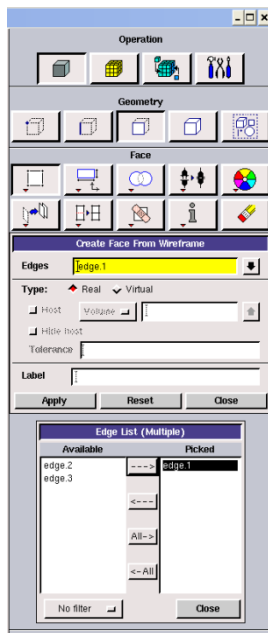 Operation
Geometry
Face
Create Face From Wireframe
Edges edge.1
Type: Real Virtual
Host Volume
Hide host
Tolerance
Label
Apply Reset Close
Edge List (Multiple)
Available Picked
edge.2 ---> edge.1
edge.3
<---
All->
<-All
No filter Close